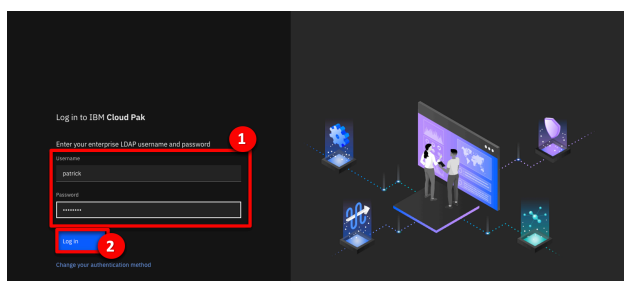 Log in to IBM Cloud Pak
Enter your enterprise LDAP username and password
1
Username
patrick
Password
••••••••
Log in
2
Change your authentication method